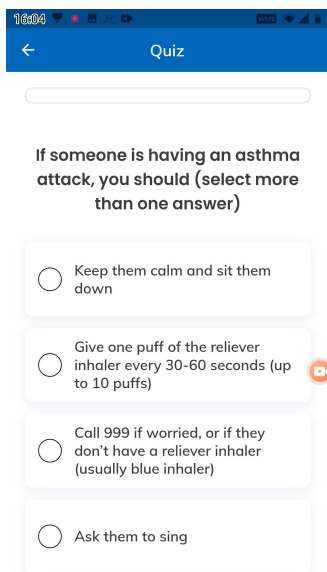 16:04
Quiz
If someone is having an asthma
attack, you should (select more
than one answer)
Keep them calm and sit them
down
Give one puff of the reliever
inhaler every 30-60 seconds (up
to 10 puffs)
Call 999 if worried, or if they
don't have a reliever inhaler
(usually blue inhaler)
Ask them to sing